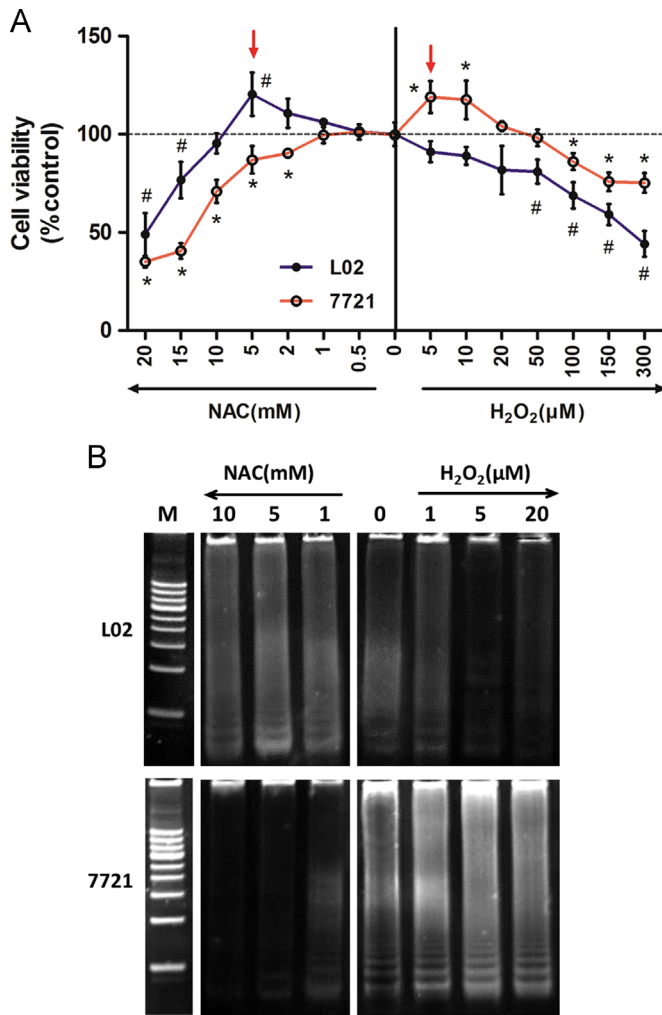 A
150
100
50
0
Cell viability
(%control)
# * *
# #
* * * * *
* * *
# # # #
L02
7721
20 15 10 5 2 1 0.5 0 5 10 20 50 100 150 300
NAC(mM) H₂O₂(μM)
B
NAC(mM) H₂O₂(μM)
M 10 5 1 0 1 5 20
L02
7721